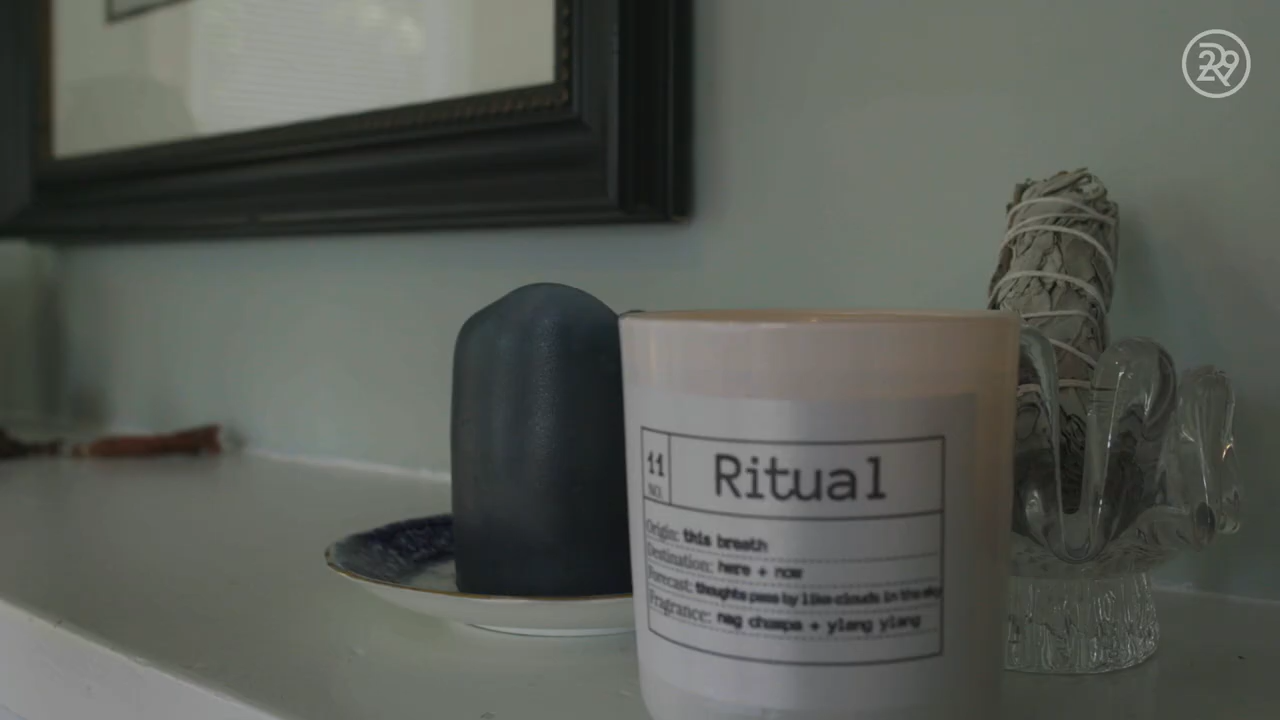 R29
11
NO.
Ritual
Origin: this breath
Destination: here + now
Forecast: thoughts pass by like clouds in the sky
Fragrance: nag champa + ylang ylang